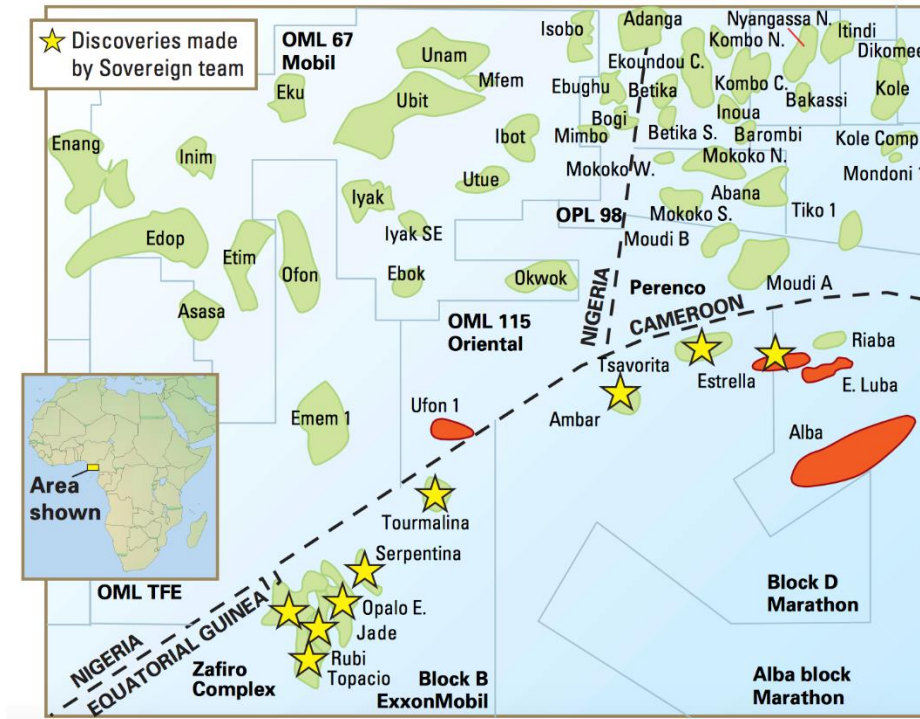 Discoveries made
by Sovereign team
OML 67
Mobil
Isobo
Adanga
Nyangassa N.
Kombo N.
Itindi
Dikomee
Unam
Ekoundou C.
Mfem
Eku
Ubit
Ebughu
Betika
Kombo C.
Kole
Bakassi
Inoua
Bogi
Enang
Ibot
Mimbo
Betika S.
Barombi
Kole Comp
Inim
Mokoko W.
Mokoko N.
Mondoni 1
Utue
Iyak
Abana
OPL 98
Mokoko S.
Tiko 1
Iyak SE
Edop
Moudi B
Etim
Ofon
Ebok
Okwok
Perenco
Moudi A
NIGERIA
CAMEROON
Asasa
OML 115
Oriental
Riaba
Tsavorita
Estrella
E. Luba
Ufon 1
Ambar
Emem 1
Alba
Area
shown
Tourmalina
Serpentina
OML TFE
Block D
Marathon
Opalo E.
Jade
NIGERIA
EQUATORIAL GUINEA
Rubi
Topacio
Zafiro
Complex
Block B
ExxonMobil
Alba block
Marathon